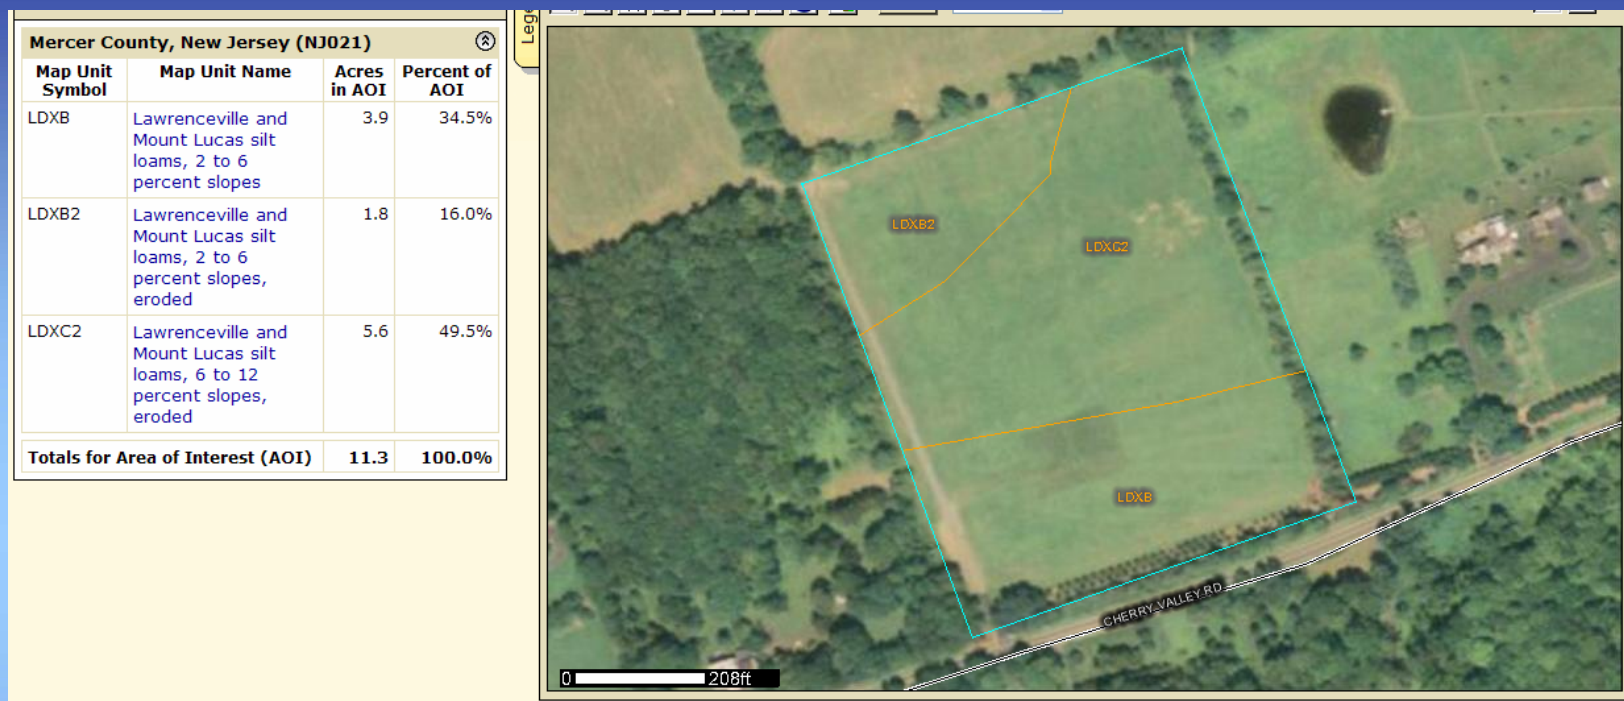 Mercer County, New Jersey (NJ021)
Map Unit Symbol Map Unit Name Acres in AOI Percent of AOI
LDXB Lawrenceville and 3.9 34.5%
Mount Lucas silt
loams, 2 to 6
percent slopes
LDXB2 Lawrenceville and 1.8 16.0%
Mount Lucas silt
loams, 2 to 6
percent slopes,
eroded
LDXC2 Lawrenceville and 5.6 49.5%
Mount Lucas silt
loams, 6 to 12
percent slopes,
eroded
Totals for Area of Interest (AOI) 11.3 100.0%
Lege
LDXB2
LDXC2
LDXB
CHERRY VALLEY RD
0 208ft